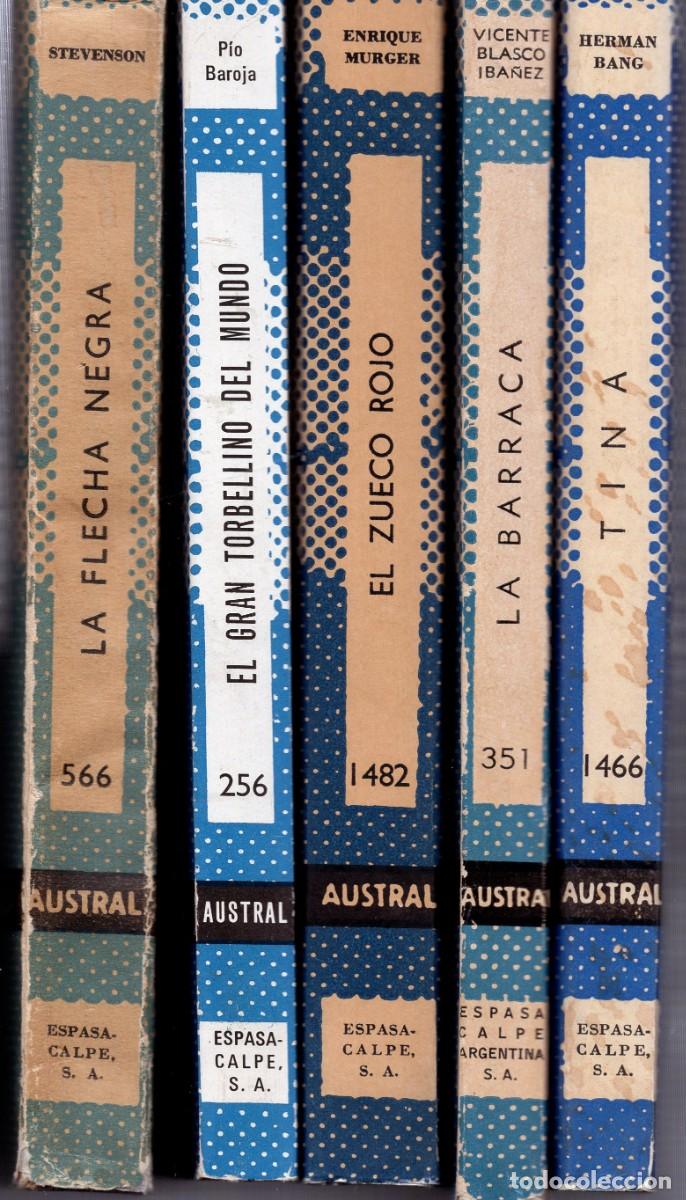 STEVENSON
LA FLECHA NEGRA
566
AUSTRAL
ESPASA-
CALPE,
S. A.
Pío
Baroja
EL GRAN TORBELLINO DEL MUNDO
256
AUSTRAL
ESPASA-
CALPE,
S. A.
ENRIQUE
MURGER
EL ZUECO ROJO
1482
AUSTRAL
ESPASA-
CALPE,
S. A.
VICENTE
BLASCO
IBAÑEZ
LA BARRACA
351
AUSTRA
ESPASA
CALPE
ARGENTINA
S. A.
HERMAN
BANG
TINA
1466
AUSTRAL
ESPASA-
CALPE,
S. A.
todocoleccion